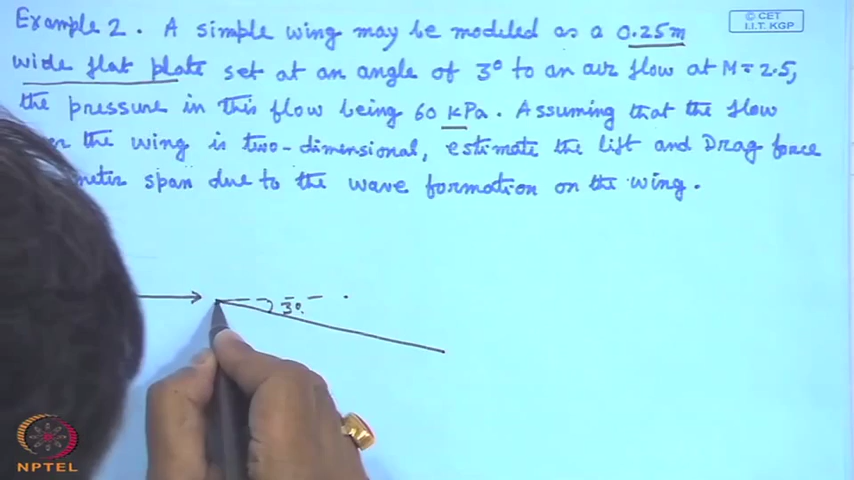 Example 2. A simple wing may be modeled as a 0.25m
wide flat plate set at an angle of 3° to an air flow at M=2.5,
the pressure in this flow being 60 kPa. Assuming that the flow
the wing is two-dimensional, estimate the lift and Drag force
span due to the wave formation on the wing.
© CET
I.I.T. KGP
3°
NPTEL